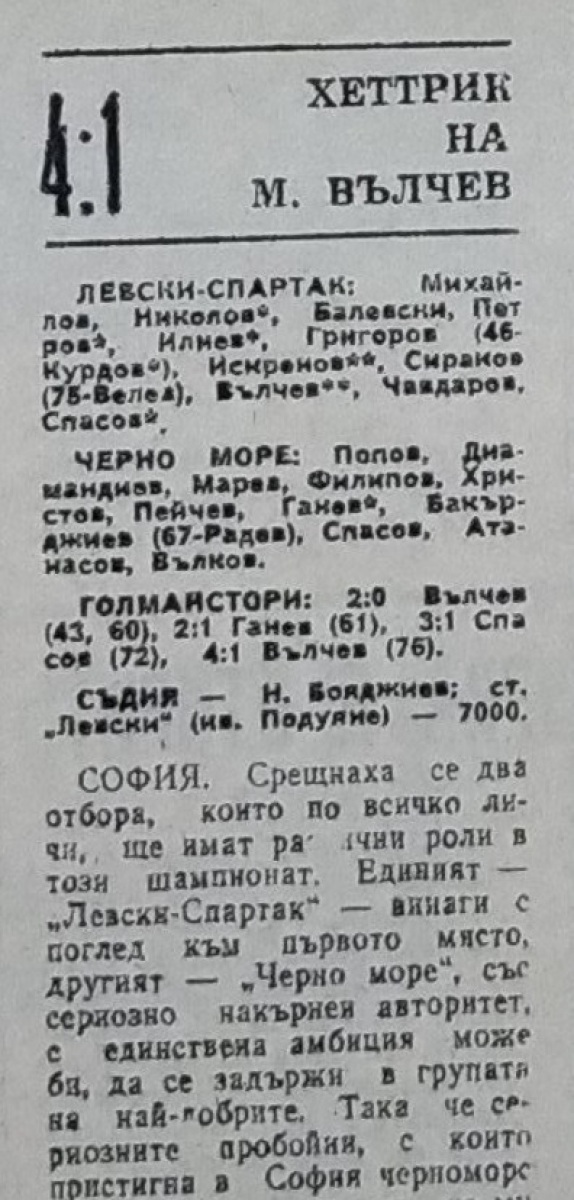 4:1
ХЕТТРИК
НА
М. ВЪЛЧЕВ
ЛЕВСКИ-СПАРТАК: Михай-
лов, Николов*, Балевски, Пет
ров*, Илиев*, Григоров (46-
Курдов*), Искренов**, Сираков
(75-Велев), Вълчев**, Чавдаров,
Спасов*.
ЧЕРНО МОРЕ: Попов, Диа-
мандиев, Марев, Филипов, Хри-
стов, Пейчев, Ганев*, Бакър-
джиев (67-Радев), Спасов, Ата-
насов, Вълков.
ГОЛМАЙСТОРИ: 2:0 Вълчев
(43, 60), 2:1 Ганев (61), 3:1 Спа
сов (72), 4:1 Вълчев (76).
СЪДИЯ — Н. Бояджиев; ст.
„Левски“ (кв. Подуяне) — 7000.
СОФИЯ. Срещнаха се два
отбора, които по всичко ли-
чи, ще имат различни роли в
този шампионат. Единият —
„Левски-Спартак“ — винаги с
поглед към първото място,
другият — „Черно море“, със
сериозно накърнен авторитет,
с единствена амбиция може
би, да се задържи в групата
на най-добрите. Така че се-
риозните пробойни, с които
пристигна в София черноморс